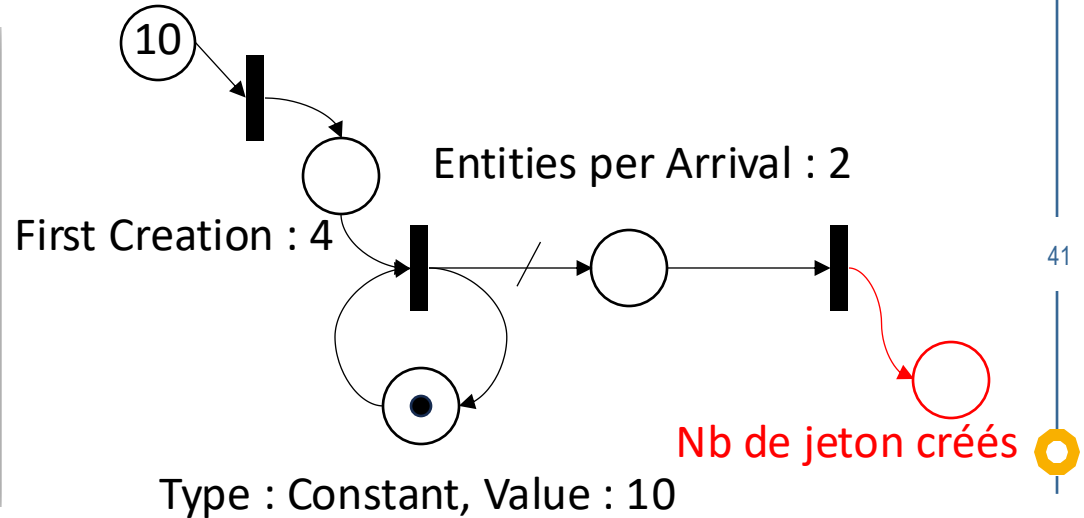 10
Entities per Arrival : 2
First Creation : 4
41
Nb de jeton créés
Type : Constant, Value : 10